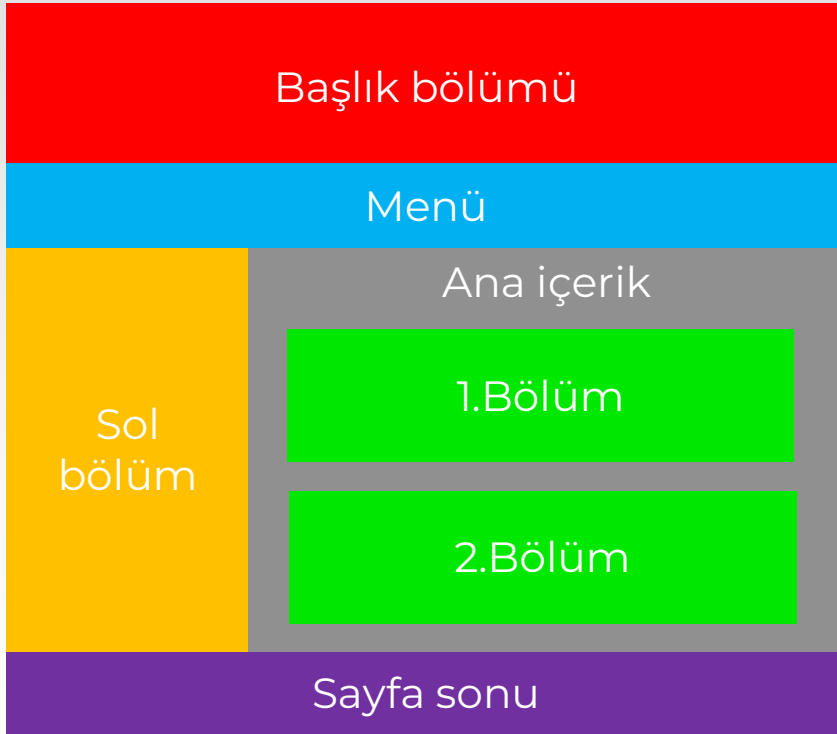 Başlık bölümü
Menü
Sol
bölüm
Ana içerik
1.Bölüm
2.Bölüm
Sayfa sonu